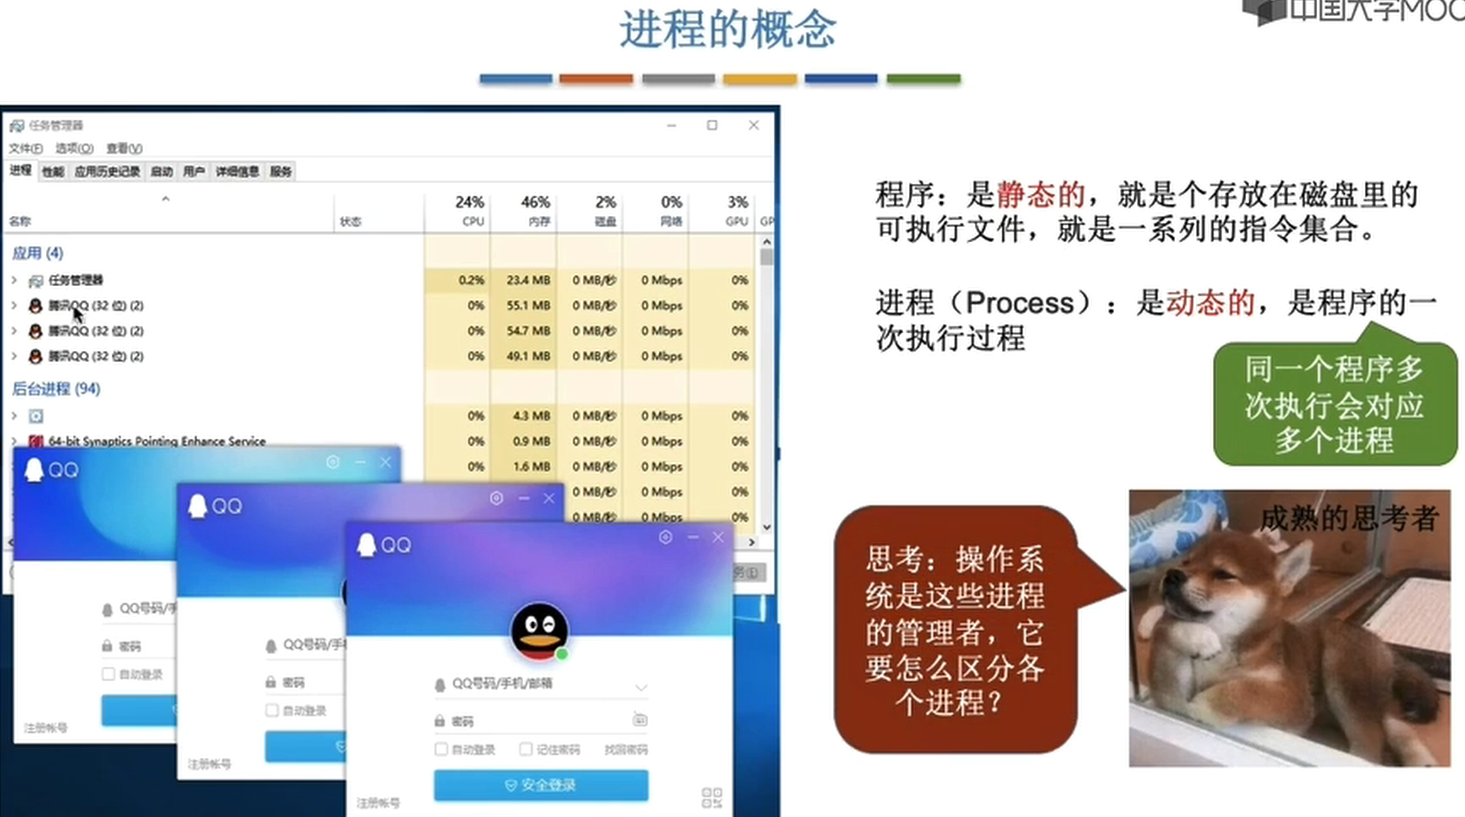 进程的概念
中国大学MOO
任务管理器
文件(F) 选项(O) 查看(V)
进程 性能 应用历史记录 启动 用户 详细信息 服务
24% 46% 2% 0% 3%
名称 状态 CPU 内存 磁盘 网络 GPU GP
应用 (4)
任务管理器 0.2% 23.4 MB 0 MB/秒 0 Mbps 0%
腾讯QQ (32 位) (2) 0% 55.1 MB 0 MB/秒 0 Mbps 0%
腾讯QQ (32 位) (2) 0% 54.7 MB 0 MB/秒 0 Mbps 0%
腾讯QQ (32 位) (2) 0% 49.1 MB 0 MB/秒 0 Mbps 0%
后台进程 (94)
0% 4.3 MB 0 MB/秒 0 Mbps 0%
64-bit Synaptics Pointing Enhance Service 0% 0.9 MB 0 MB/秒 0 Mbps 0%
0% 1.6 MB 0 MB/秒 0 Mbps 0%
0 MB/秒 0 Mbps 0%
0 MB/秒 0 Mbps 0%
务(E)
QQ
QQ号码/手
密码
自动登录
注册帐号
QQ
QQ号码/手机
密码
自动登录
注册帐号
QQ
QQ号码/手机/邮箱
密码
自动登录 记住密码 找回密码
安全登录
注册帐号
程序：是静态的，就是个存放在磁盘里的
可执行文件，就是一系列的指令集合。
进程（Process）：是动态的，是程序的一
次执行过程
同一个程序多
次执行会对应
多个进程
思考：操作系
统是这些进程
的管理者，它
要怎么区分各
个进程？
成熟的思考者